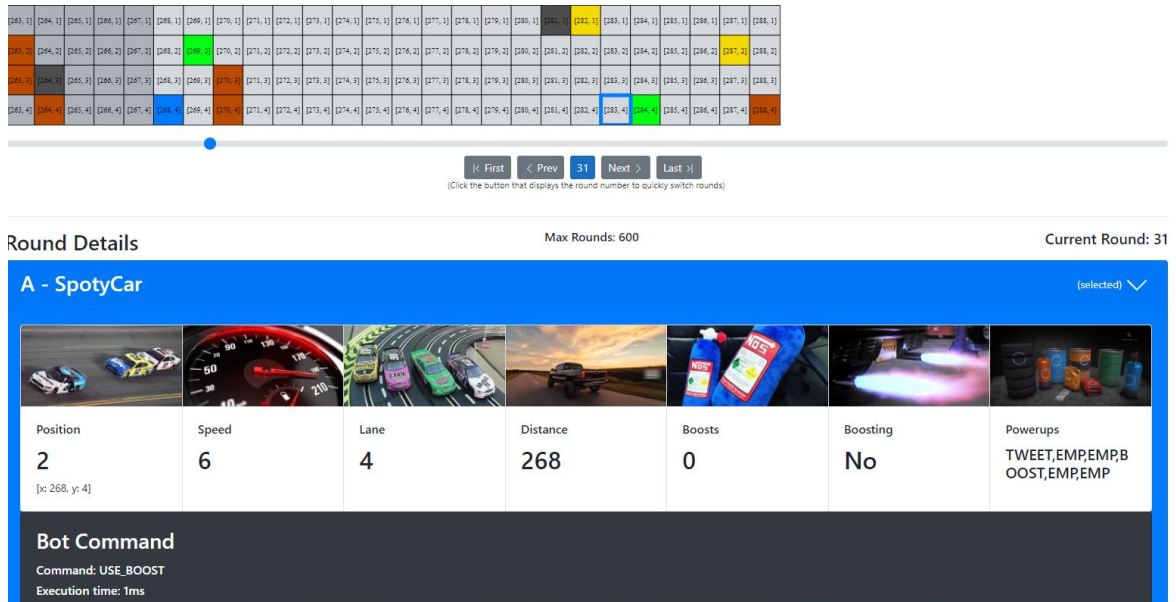 [263, 1] [264, 1] [265, 1] [266, 1] [267, 1] [268, 1] [269, 1] [270, 1] [271, 1] [272, 1] [273, 1] [274, 1] [275, 1] [276, 1] [277, 1] [278, 1] [279, 1] [280, 1] [281, 1] [282, 1] [283, 1] [284, 1] [285, 1] [286, 1] [287, 1] [288, 1]
[263, 2] [264, 2] [265, 2] [266, 2] [267, 2] [268, 2] [269, 2] [270, 2] [271, 2] [272, 2] [273, 2] [274, 2] [275, 2] [276, 2] [277, 2] [278, 2] [279, 2] [280, 2] [281, 2] [282, 2] [283, 2] [284, 2] [285, 2] [286, 2] [287, 2] [288, 2]
[263, 3] [264, 3] [265, 3] [266, 3] [267, 3] [268, 3] [269, 3] [270, 3] [271, 3] [272, 3] [273, 3] [274, 3] [275, 3] [276, 3] [277, 3] [278, 3] [279, 3] [280, 3] [281, 3] [282, 3] [283, 3] [284, 3] [285, 3] [286, 3] [287, 3] [288, 3]
[263, 4] [264, 4] [265, 4] [266, 4] [267, 4] [268, 4] [269, 4] [270, 4] [271, 4] [272, 4] [273, 4] [274, 4] [275, 4] [276, 4] [277, 4] [278, 4] [279, 4] [280, 4] [281, 4] [282, 4] [283, 4] [284, 4] [285, 4] [286, 4] [287, 4] [288, 4]
|< First < Prev 31 Next > Last >|
(Click the button that displays the round number to quickly switch rounds)
Round Details Max Rounds: 600 Current Round: 31
A - SpotyCar (selected)
Position Speed Lane Distance Boosts Boosting Powerups
2 6 4 268 0 No TWEET,EMP,EMP,B
OOST,EMP,EMP
[x: 268, y: 4]
Bot Command
Command: USE_BOOST
Execution time: 1ms